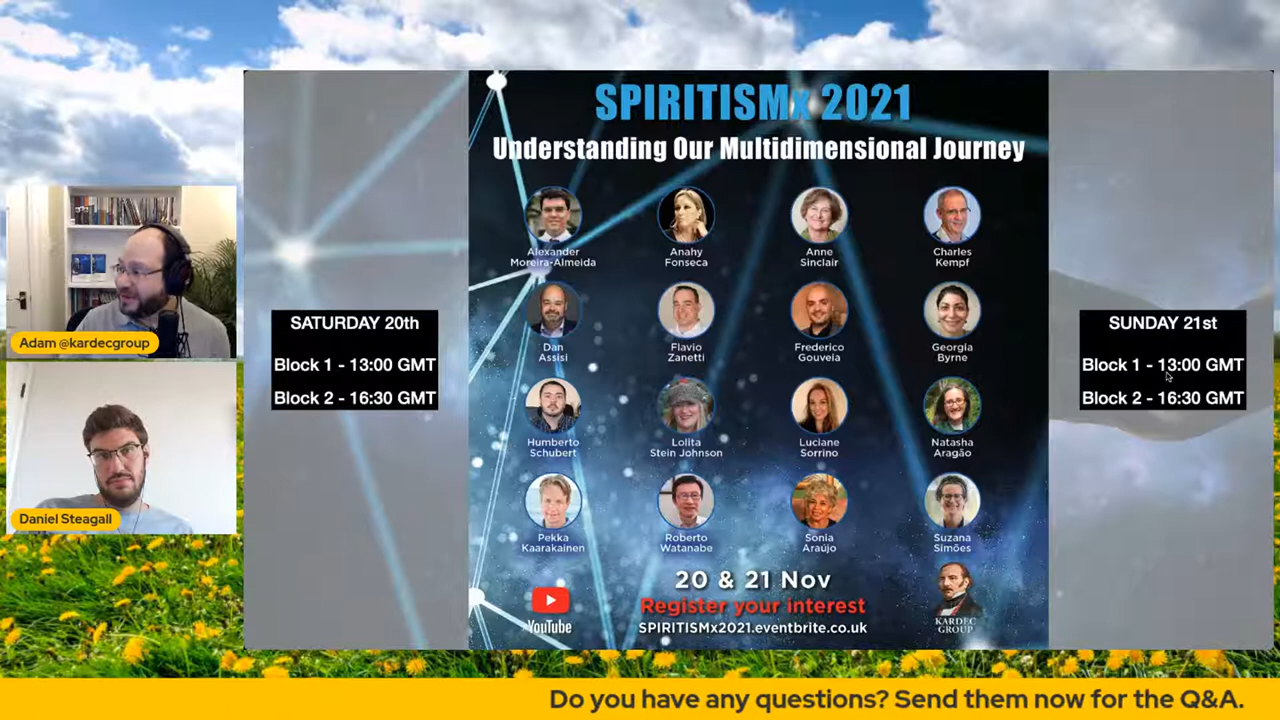 SPIRITISMx 2021
Understanding Our Multidimensional Journey
Alexander
Moreira-Almeida
Anahy
Fonseca
Anne
Sinclair
Charles
Kempf
Dan
Assisi
Flavio
Zanetti
Frederico
Gouveia
Georgia
Byrne
Humberto
Schubert
Lolita
Stein Johnson
Luciane
Sorrino
Natasha
Aragão
Pekka
Kaarakainen
Roberto
Watanabe
Sonia
Araújo
Suzana
Simões
20 & 21 Nov
Register your interest
SPIRITISMx2021.eventbrite.co.uk
YouTube
KARDEC
GROUP
SATURDAY 20th
Block 1 - 13:00 GMT
Block 2 - 16:30 GMT
SUNDAY 21st
Block 1 - 13:00 GMT
Block 2 - 16:30 GMT
Adam @kardecgroup
Daniel Steagall
Do you have any questions? Send them now for the Q&A.